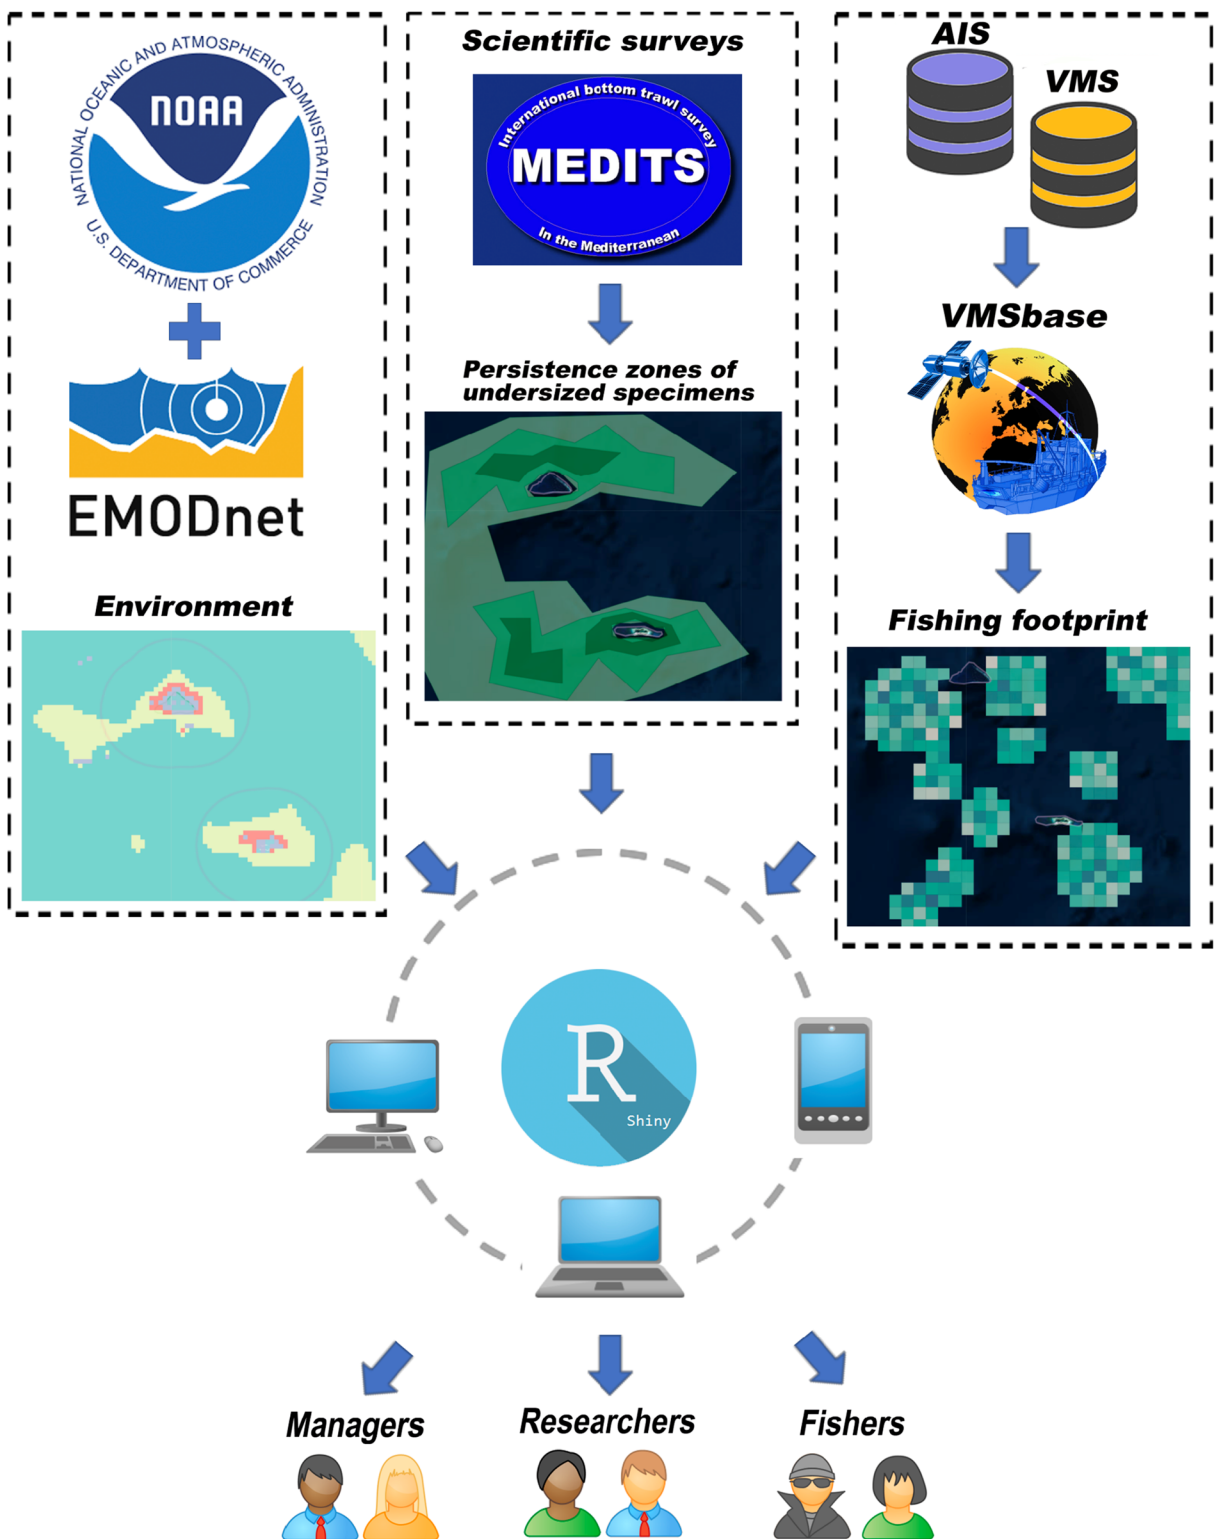 NATIONAL OCEANIC AND ATMOSPHERIC ADMINISTRATION
NOAA
U.S. DEPARTMENT OF COMMERCE
EMODnet
Environment
Scientific surveys
International bottom trawl survey
MEDITS
In the Mediterranean
Persistence zones of
undersized specimens
AIS
VMS
VMSbase
Fishing footprint
R
Shiny
Managers
Researchers
Fishers